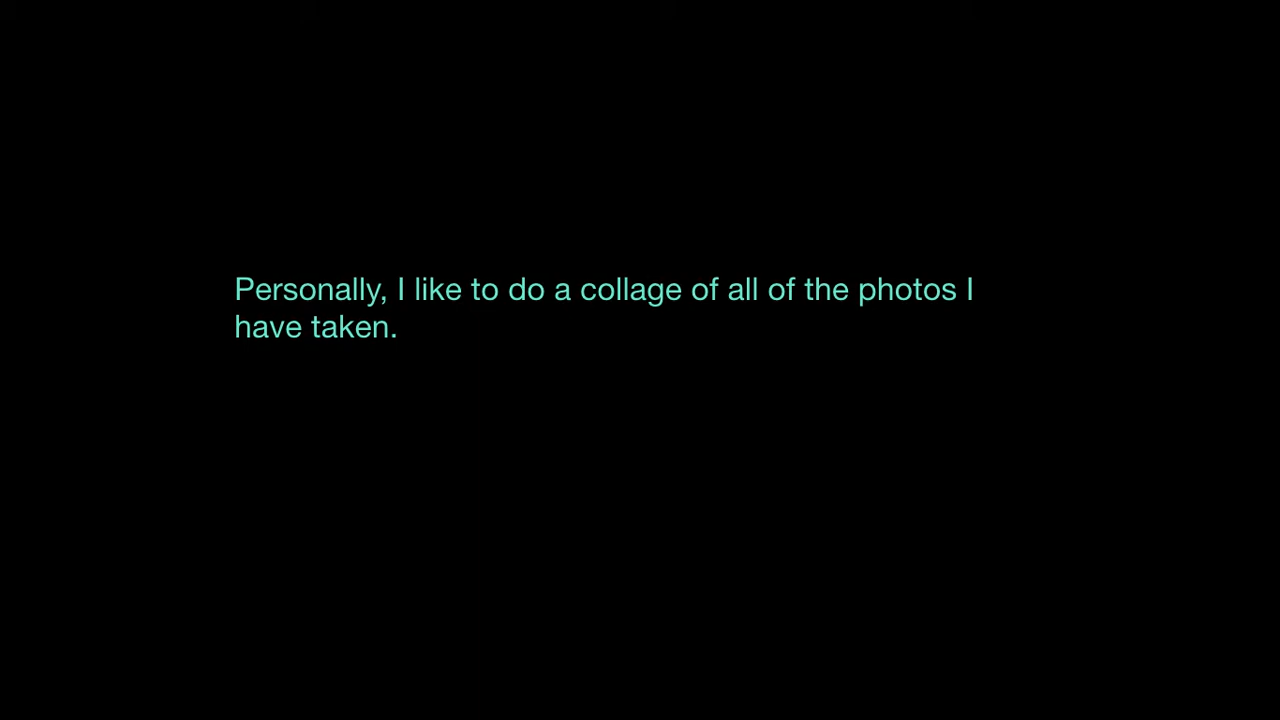 Personally, I like to do a collage of all of the photos I
have taken.